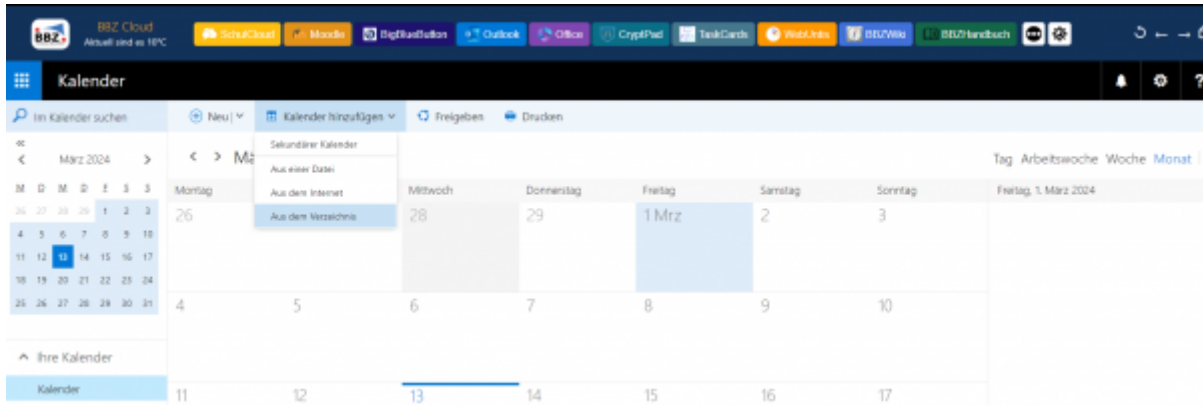 BBZ Cloud
BBZ. Aktuell sind es 10°C SchulCloud Moodle BigBlueButton Outlook Office CryptPad TaskCards WebUntis BBZWiki BBZHandbuch
Kalender
Im Kalender suchen Neu Kalender hinzufügen Freigeben Drucken
Sekundärer Kalender
Aus einer Datei
Aus dem Internet
Aus dem Verzeichnis
März 2024
Tag Arbeitswoche Woche Monat
M D M D F S S
26 27 28 29 1 2 3
4 5 6 7 8 9 10
11 12 13 14 15 16 17
18 19 20 21 22 23 24
25 26 27 28 29 30 31
Ihre Kalender
Kalender
Montag Mittwoch Donnerstag Freitag Samstag Sonntag Freitag, 1. März 2024
26 28 29 1 Mrz 2 3
4 5 6 7 8 9 10
11 12 13 14 15 16 17